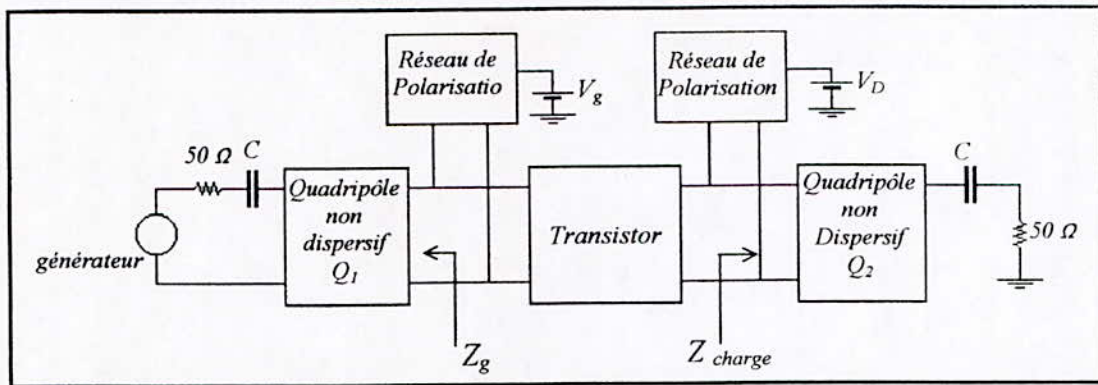 Réseau de
Polarisatio
V_g
Réseau de
Polarisation
V_D
50 Ω
C
générateur
Quadripôle
non
dispersif
Q_1
Transistor
Quadripôle
non
Dispersif
Q_2
C
50 Ω
Z_g
Z charge